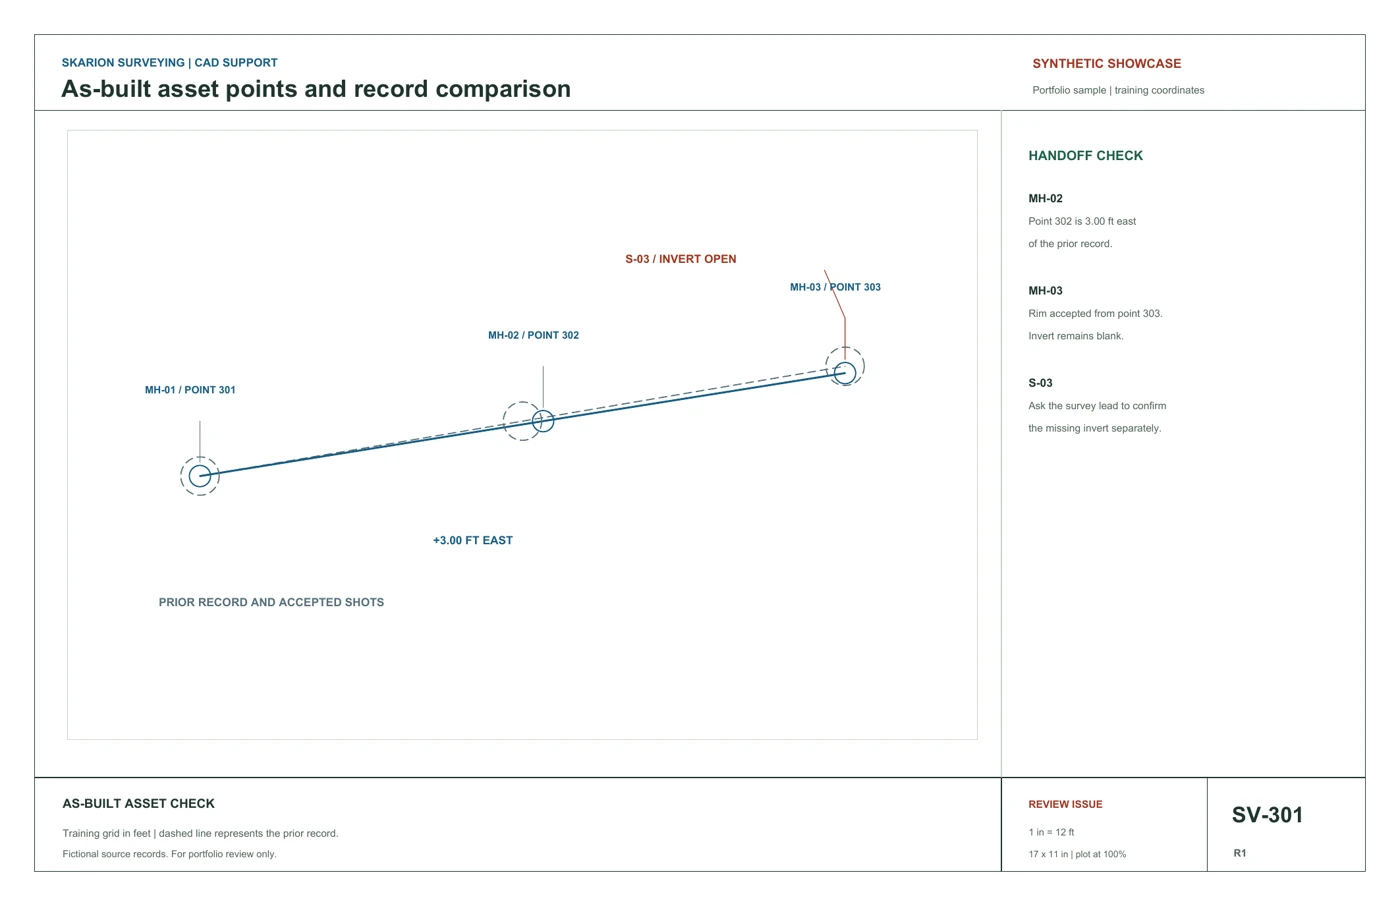 SKARION SURVEYING | CAD SUPPORT
As-built asset points and record comparison
SYNTHETIC SHOWCASE
Portfolio sample | training coordinates
S-03 / INVERT OPEN
MH-03 / POINT 303
MH-02 / POINT 302
MH-01 / POINT 301
+3.00 FT EAST
PRIOR RECORD AND ACCEPTED SHOTS
HANDOFF CHECK
MH-02
Point 302 is 3.00 ft east
of the prior record.
MH-03
Rim accepted from point 303.
Invert remains blank.
S-03
Ask the survey lead to confirm
the missing invert separately.
AS-BUILT ASSET CHECK
Training grid in feet | dashed line represents the prior record.
Fictional source records. For portfolio review only.
REVIEW ISSUE
1 in = 12 ft
17 x 11 in | plot at 100%
SV-301
R1